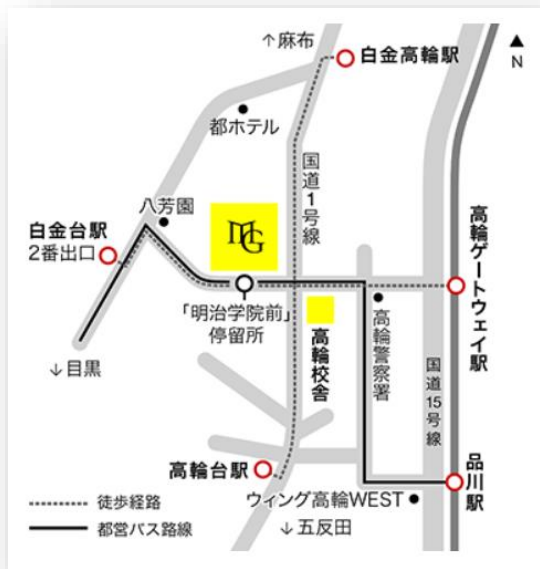 ↑麻布
白金高輪駅
N
都ホテル
国道1号線
八芳園
白金台駅
2番出口
MG
高輪ゲートウェイ駅
「明治学院前」
停留所
高輪校舎
高輪警察署
↓目黒
国道15号線
高輪台駅
品川駅
ウィング高輪WEST
↓五反田
徒歩経路
都営バス路線